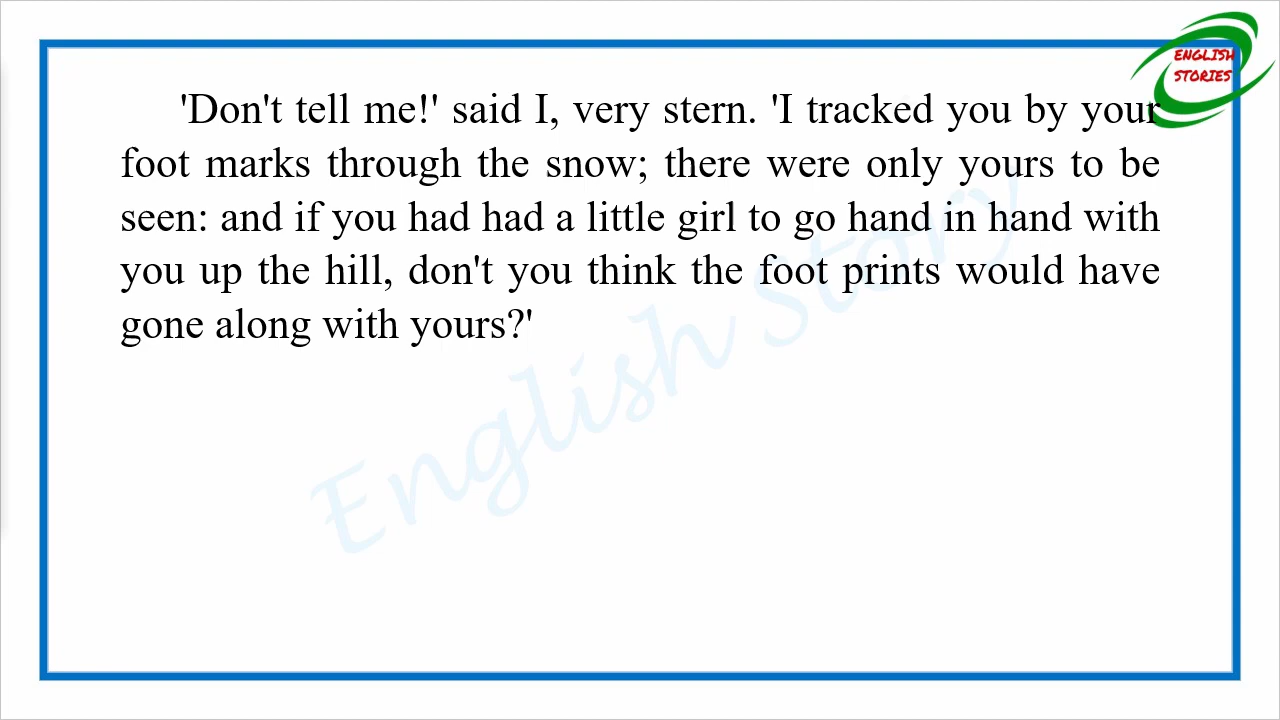 ENGLISH
STORIES
'Don't tell me!' said I, very stern. 'I tracked you by your
foot marks through the snow; there were only yours to be
seen: and if you had had a little girl to go hand in hand with
you up the hill, don't you think the foot prints would have
gone along with yours?'
English Story